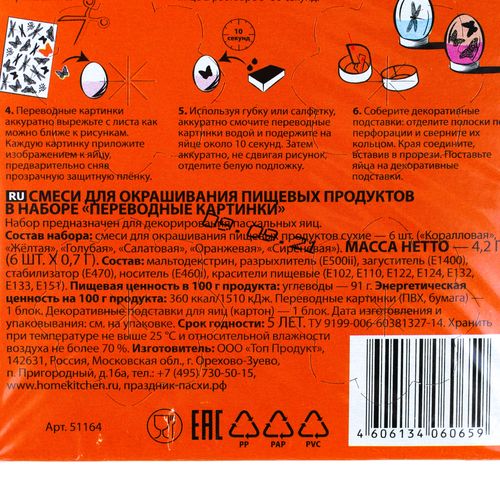 10
СЕКУНД
4. Переводные картинки
аккуратно вырежьте с листа как
можно ближе к рисункам.
Каждую картинку приложите
изображением к яйцу,
предварительно сняв
прозрачную защитную плёнку.
5. Используя губку или салфетку,
аккуратно смочите переводные
картинки водой и подержите на
яйце около 10 секунд. Затем
аккуратно, не сдвигая рисунок,
отделите белую подложку.
6. Соберите декоративные
подставки: отделите полоски по
перфорации и сверните их
кольцом. Края соедините,
вставив в прорези. Поставьте
яйца на декоративные
подставки.
RU СМЕСИ ДЛЯ ОКРАШИВАНИЯ ПИЩЕВЫХ ПРОДУКТОВ
В НАБОРЕ «ПЕРЕВОДНЫЕ КАРТИНКИ»
Набор предназначен для декорирования пасхальных яиц.
Состав набора: смеси для окрашивания пищевых продуктов сухие — 6 шт. («Коралловая»,
«Жёлтая», «Голубая», «Салатовая», «Оранжевая», «Сиреневая»). МАССА НЕТТО — 4,2 Г
(6 ШТ. Х 0,7 Г). Состав: мальтодекстрин, разрыхлитель (E500ii), загуститель (E1400),
стабилизатор (E470), носитель (E460i), красители пищевые (E102, E110, E122, E124, E132,
E133, E151). Пищевая ценность в 100 г продукта: углеводы — 91 г. Энергетическая
ценность на 100 г продукта: 360 ккал/1510 кДж. Переводные картинки (ПВХ, бумага) —
1 блок. Декоративные подставки для яиц (картон) — 1 блок. Дата изготовления и
упаковывания: см. на упаковке. СРОК ГОДНОСТИ: 5 ЛЕТ. ТУ 9199-006-60381327-14. Хранить
при температуре не выше 25 °С и относительной влажности
воздуха не более 70 %. Изготовитель: ООО «Топ Продукт»,
142631, Россия, Московская обл., г. Орехово-Зуево,
п. Пригородный, д.16а, тел.: +7 (495) 730-50-15,
www.homekitchen.ru, праздник-пасхи.рф
Арт. 51164
EAC
PP
PAP
PVC
4 606134 060659